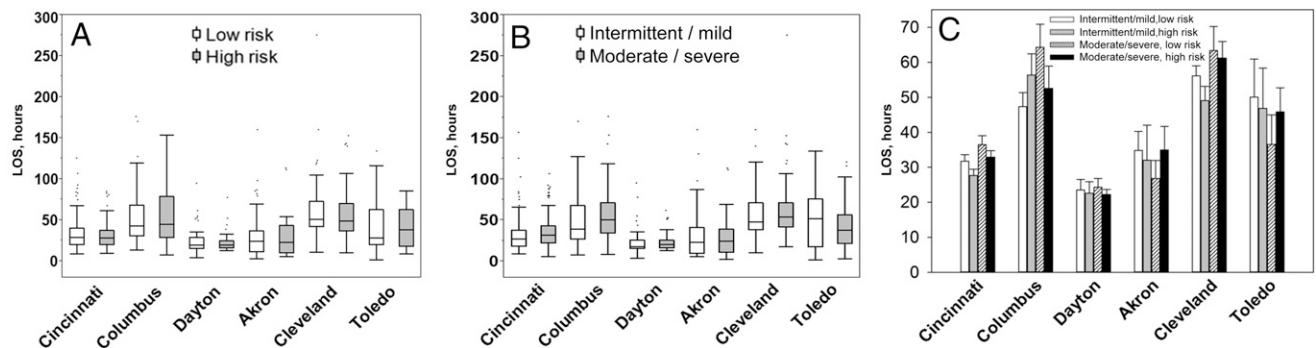 A
Low risk
High risk
LOS, hours
300
250
200
150
100
50
0
Cincinnati
Columbus
Dayton
Akron
Cleveland
Toledo
B
Intermittent / mild
Moderate / severe
LOS, hours
300
250
200
150
100
50
0
Cincinnati
Columbus
Dayton
Akron
Cleveland
Toledo
C
Intermittent/mild,low risk
Intermittent/mild,high risk
Moderate/severe, low risk
Moderate/severe, high risk
LOS, hours
70
60
50
40
30
20
10
0
Cincinnati
Columbus
Dayton
Akron
Cleveland
Toledo